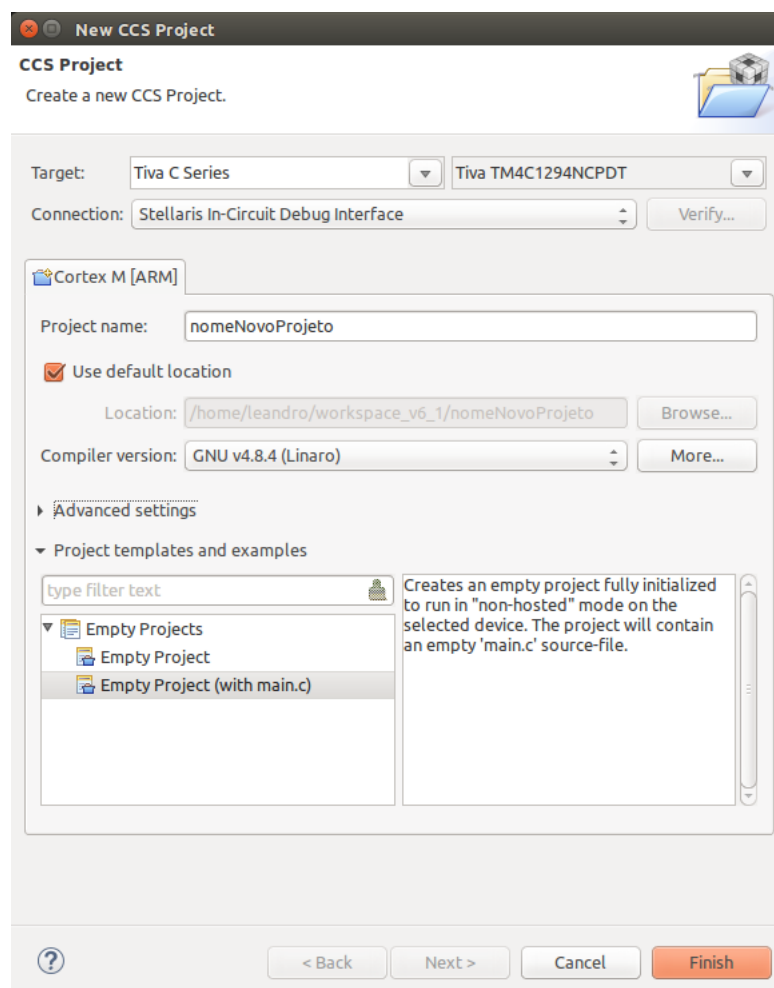 New CCS Project
CCS Project
Create a new CCS Project.
Target: Tiva C Series Tiva TM4C1294NCPDT
Connection: Stellaris In-Circuit Debug Interface Verify...
Cortex M [ARM]
Project name: nomeNovoProjeto
Use default location
Location: /home/leandro/workspace_v6_1/nomeNovoProjeto Browse...
Compiler version: GNU v4.8.4 (Linaro) More...
Advanced settings
Project templates and examples
type filter text
Empty Projects
Empty Project
Empty Project (with main.c)
Creates an empty project fully initialized
to run in "non-hosted" mode on the
selected device. The project will contain
an empty 'main.c' source-file.
? < Back Next > Cancel Finish